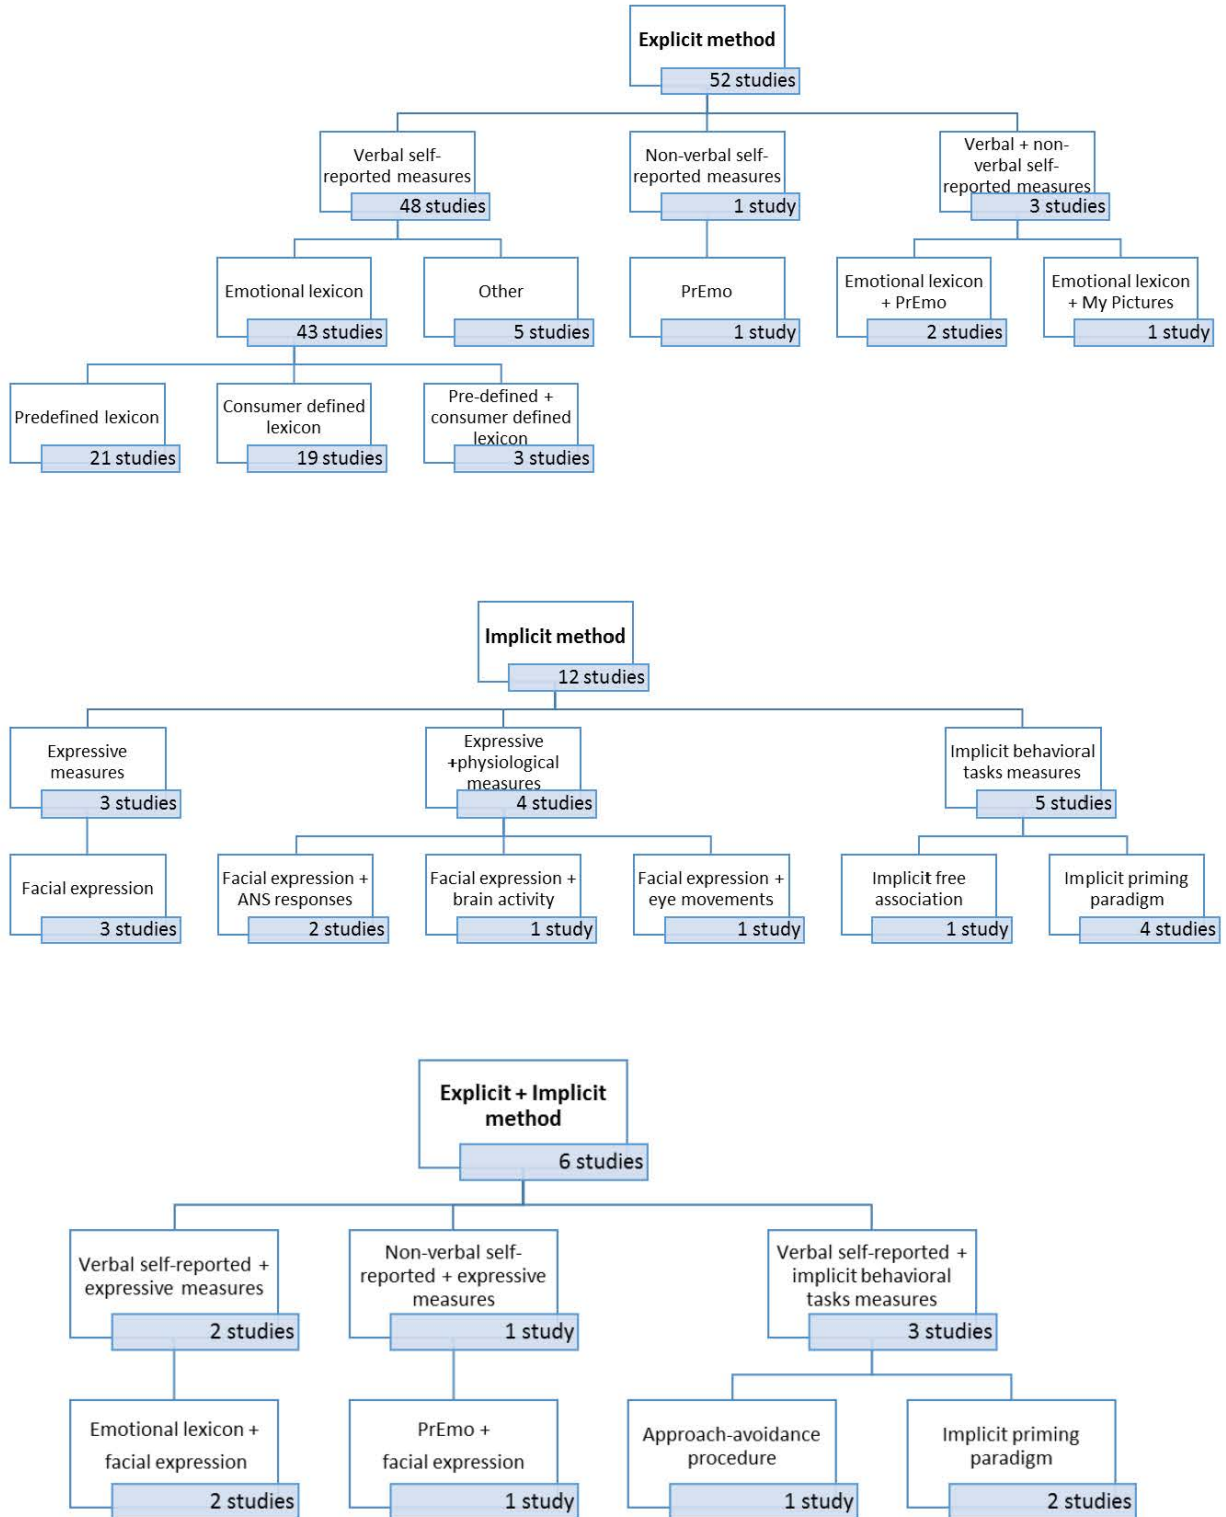 Explicit method
52 studies
Verbal self-
reported measures
48 studies
Non-verbal self-
reported measures
1 study
Verbal + non-
verbal self-
reported measures
3 studies
Emotional lexicon
43 studies
Other
5 studies
PrEmo
1 study
Emotional lexicon
+ PrEmo
2 studies
Emotional lexicon
+ My Pictures
1 study
Predefined lexicon
21 studies
Consumer defined
lexicon
19 studies
Pre-defined +
consumer defined
lexicon
3 studies
Implicit method
12 studies
Expressive
measures
3 studies
Expressive
+physiological
measures
4 studies
Implicit behavioral
tasks measures
5 studies
Facial expression
3 studies
Facial expression +
ANS responses
2 studies
Facial expression +
brain activity
1 study
Facial expression +
eye movements
1 study
Implicit free
association
1 study
Implicit priming
paradigm
4 studies
Explicit + Implicit
method
6 studies
Verbal self-reported +
expressive measures
2 studies
Non-verbal self-
reported + expressive
measures
1 study
Verbal self-reported +
implicit behavioral
tasks measures
3 studies
Emotional lexicon +
facial expression
2 studies
PrEmo +
facial expression
1 study
Approach-avoidance
procedure
1 study
Implicit priming
paradigm
2 studies